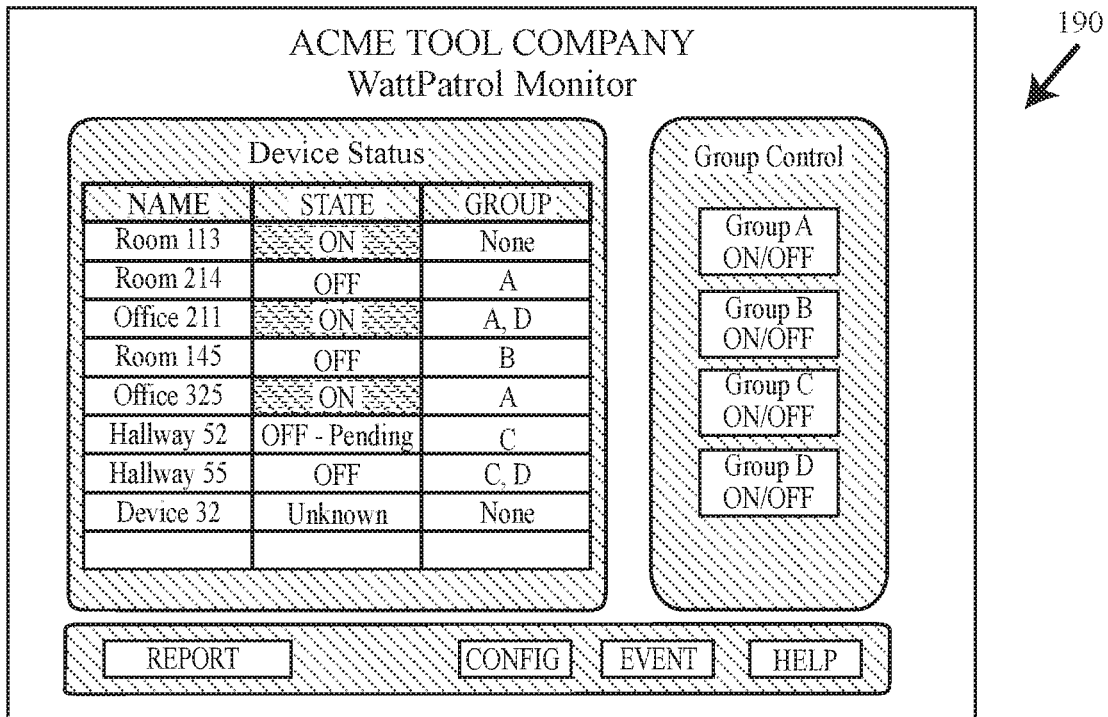 190
ACME TOOL COMPANY
WattPatrol Monitor
Device Status
NAME STATE GROUP
Room 113 ON None
Room 214 OFF A
Office 211 ON A, D
Room 145 OFF B
Office 325 ON A
Hallway 52 OFF - Pending C
Hallway 55 OFF C, D
Device 32 Unknown None
Group Control
Group A
ON/OFF
Group B
ON/OFF
Group C
ON/OFF
Group D
ON/OFF
REPORT CONFIG EVENT HELP